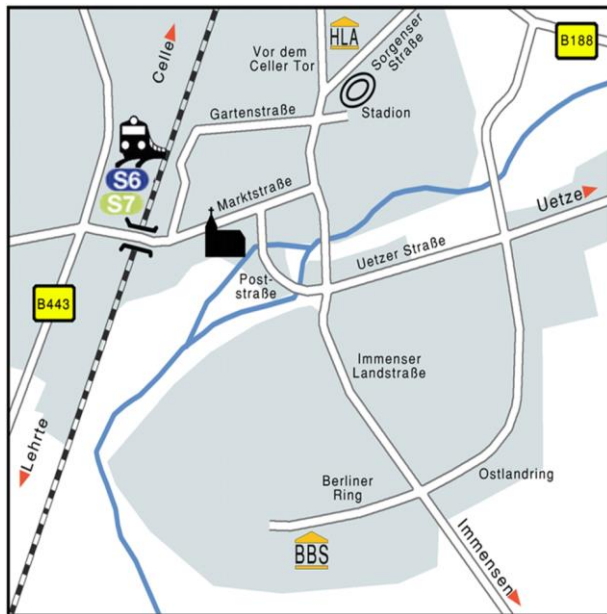 HLA
B188
Celle
Vor dem
Celler Tor
Sorgenser
Straße
Gartenstraße
Stadion
S6
S7
Marktstraße
Uetze
Uetzer Straße
Post-
straße
B443
Immenser
Landstraße
Lehrte
Berliner
Ring
Ostlandring
BBS
Immensen